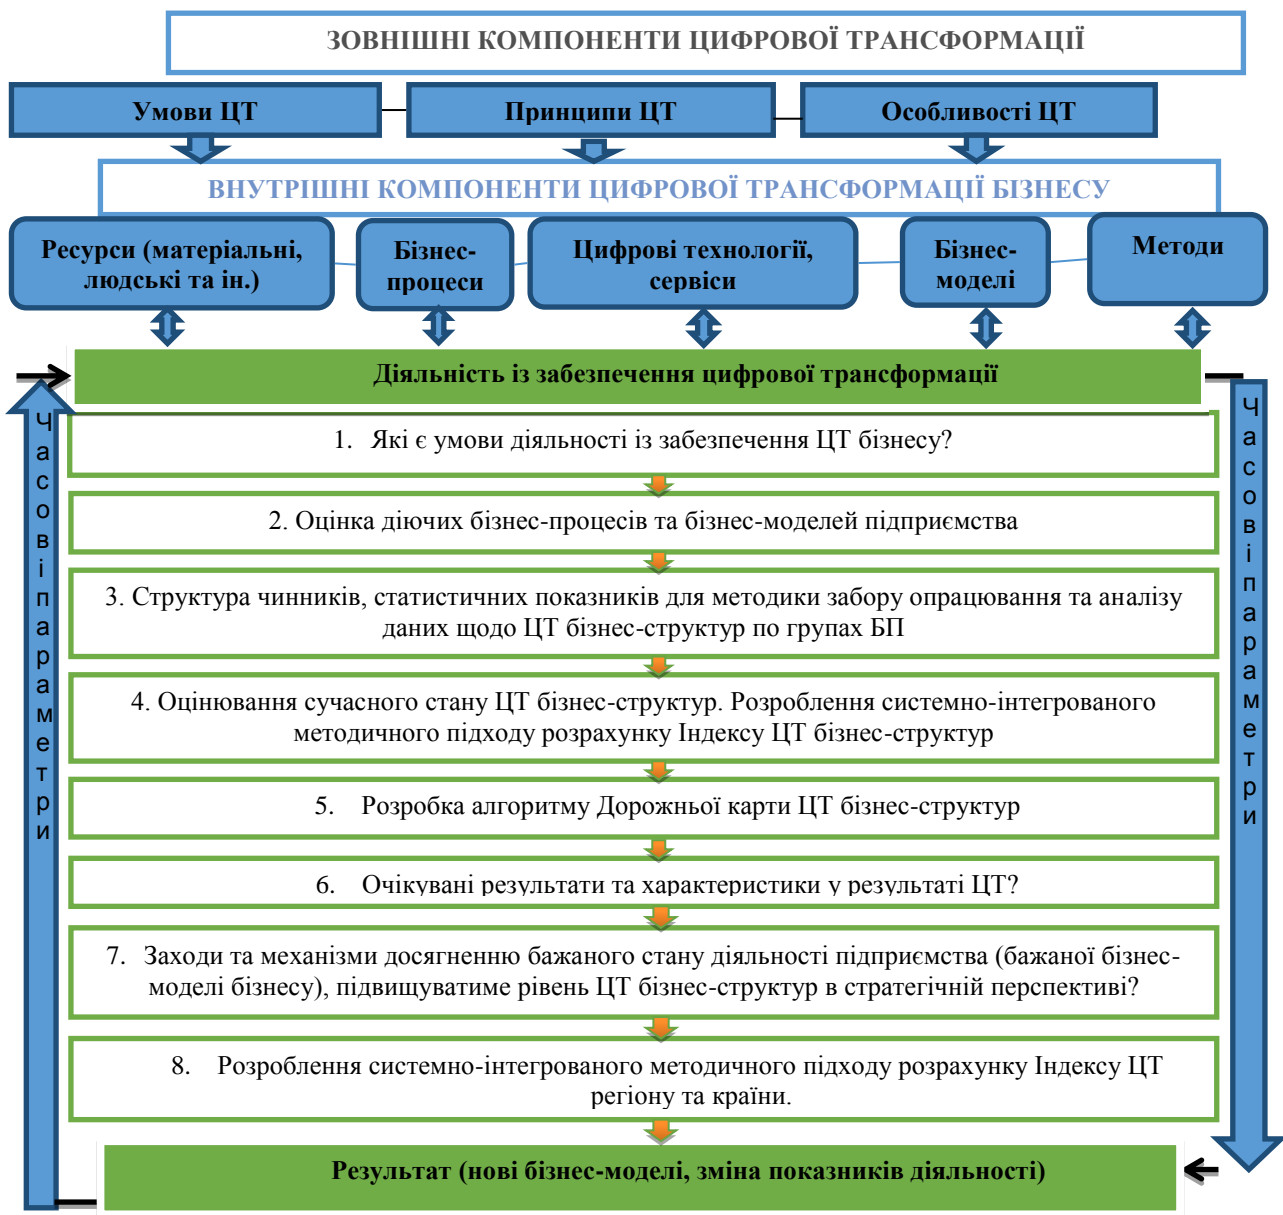 ЗОВНІШНІ КОМПОНЕНТИ ЦИФРОВОЇ ТРАНСФОРМАЦІЇ
Умови ЦТ
Принципи ЦТ
Особливості ЦТ
ВНУТРІШНІ КОМПОНЕНТИ ЦИФРОВОЇ ТРАНСФОРМАЦІЇ БІЗНЕСУ
Ресурси (матеріальні,
людські та ін.)
Бізнес-
процеси
Цифрові технології,
сервіси
Бізнес-
моделі
Методи
Діяльність із забезпечення цифрової трансформації
Часові параметри
1. Які є умови діяльності із забезпечення ЦТ бізнесу?
2. Оцінка діючих бізнес-процесів та бізнес-моделей підприємства
3. Структура чинників, статистичних показників для методики забору опрацювання та аналізу
даних щодо ЦТ бізнес-структур по групах БП
4. Оцінювання сучасного стану ЦТ бізнес-структур. Розроблення системно-інтегрованого
методичного підходу розрахунку Індексу ЦТ бізнес-структур
5. Розробка алгоритму Дорожньої карти ЦТ бізнес-структур
6. Очікувані результати та характеристики у результаті ЦТ?
7. Заходи та механізми досягненню бажаного стану діяльності підприємства (бажаної бізнес-
моделі бізнесу), підвищуватиме рівень ЦТ бізнес-структур в стратегічній перспективі?
8. Розроблення системно-інтегрованого методичного підходу розрахунку Індексу ЦТ
регіону та країни.
Часові параметри
Результат (нові бізнес-моделі, зміна показників діяльності)